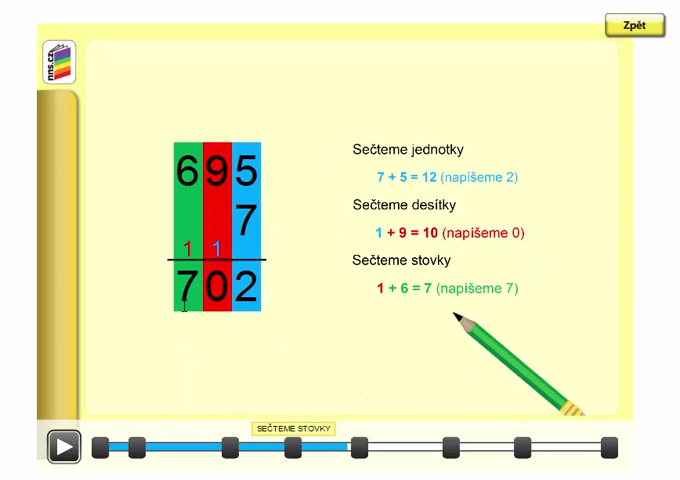 Zpět
nns.cz
695
7
1 1
702
Sečteme jednotky
7 + 5 = 12 (napíšeme 2)
Sečteme desítky
1 + 9 = 10 (napíšeme 0)
Sečteme stovky
1 + 6 = 7 (napíšeme 7)
SEČTEME STOVKY